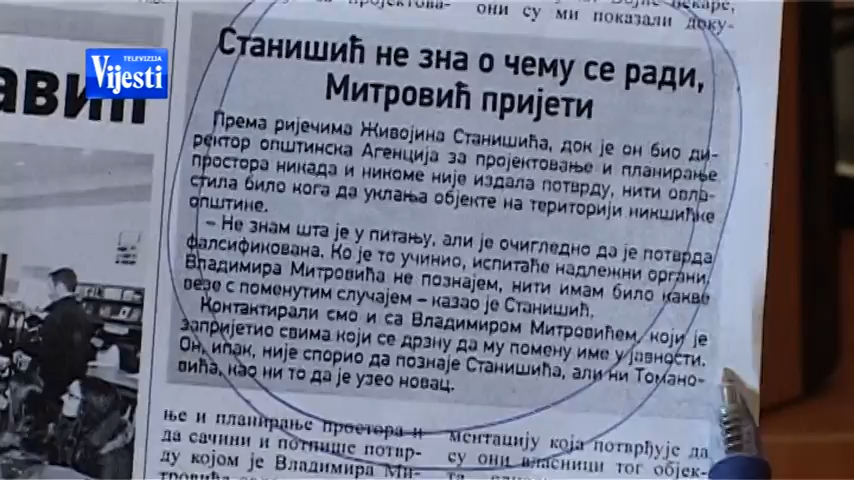 TELEVIZIJA
Vijesti
они су ми показали доку-
Станишић не зна о чему се ради,
Митровић пријети
Према ријечима Живојина Станишића, док је он био ди-
ректор општинска Агенција за пројектовање и планирање
простора никада и никоме није издала потврду, нити овла-
стила било кога да уклања објекте на територији никшићке
општине.
– Не знам шта је у питању, али је очигледно да је потврда
фалсификована. Ко је то учинио, испитаће надлежни органи.
Владимира Митровића не познајем, нити имам било какве
везе с поменутим случајем – казао је Станишић.
Контактирали смо и са Владимиром Митровићем, који је
запријетио свима који се дрзну да му помену име у јавности.
Он, ипак, није спорио да познаје Станишића, али ни Томано-
вића, као ни то да је узео новац.
ње и планирање простора и
да сачини и потпише потвр-
ду којом је Владимира Ми-
ментацију која потврђује да
су они власници тог објек-